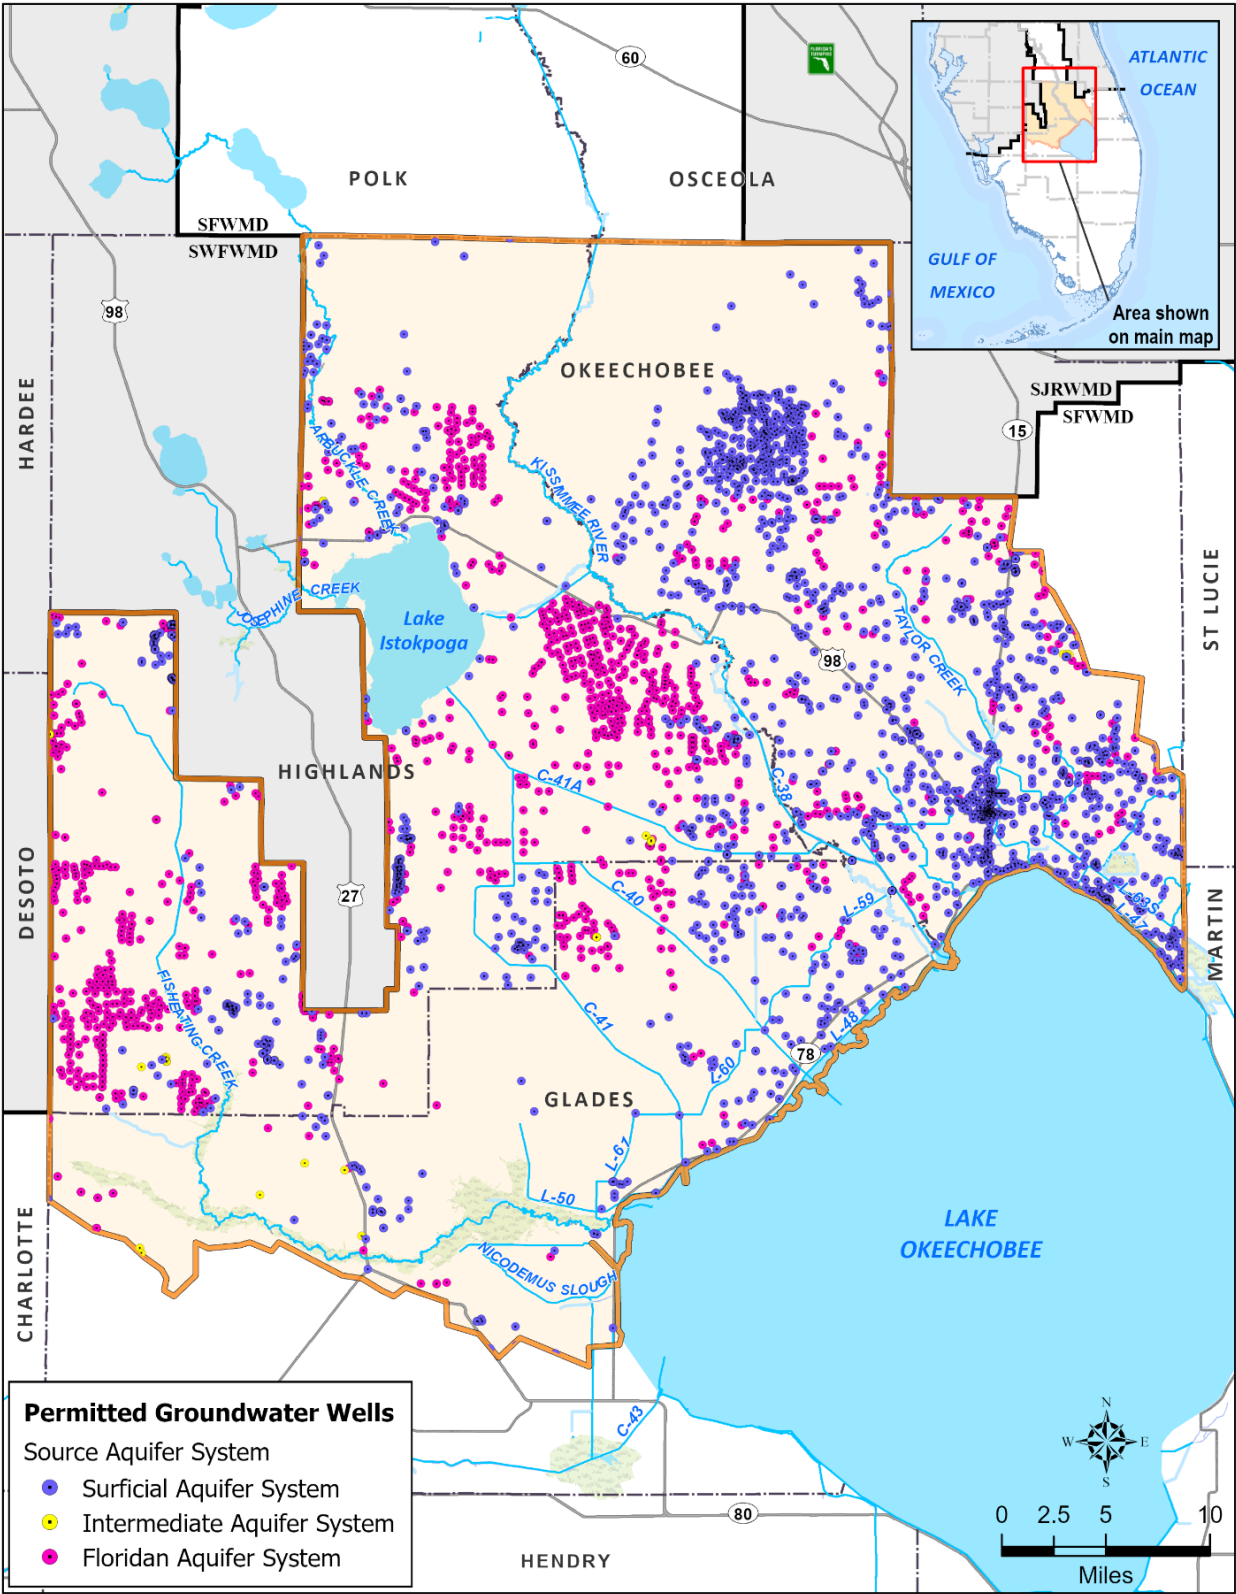 60
FLORIDA'S
TURNPIKE
ATLANTIC
OCEAN
POLK
OSCEOLA
SFWMD
SWFWMD
GULF OF
MEXICO
Area shown
on main map
98
OKEECHOBEE
HARDEE
SJRWMD
SFWMD
15
ARBUCKLE CREEK
KISSMMEE RIVER
ST LUCIE
JOSEPHINE CREEK
Lake
Istokpoga
TAYLOR CREEK
98
HIGHLANDS
C-41A
C-38
DESOTO
27
C-40
L-59
L-63S
L-47
MARTIN
FISHEATING CREEK
C-41
L-48
78
L-60
GLADES
L-61
L-50
CHARLOTTE
LAKE
OKEECHOBEE
NICODEMUS SLOUGH
Permitted Groundwater Wells
Source Aquifer System
Surficial Aquifer System
Intermediate Aquifer System
Floridan Aquifer System
C-43
N
W E
S
80
0 2.5 5 10
Miles
HENDRY